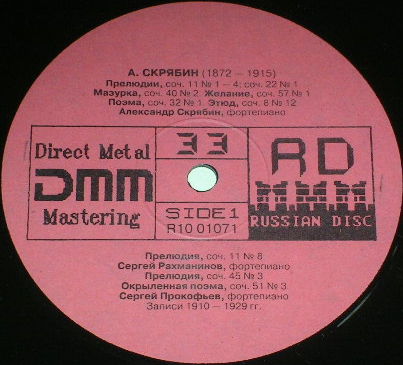 А. СКРЯБИН (1872 — 1915)
Прелюдии, соч. 11 № 1 — 4; соч. 22 № 1
Мазурка, соч. 40 № 2. Желание, соч. 57 № 1
Поэма, соч. 32 № 1. Этюд, соч. 8 № 12
Александр Скрябин, фортепиано
Direct Metal
DMM
Mastering
33
SIDE 1
R10 01071
RD
RUSSIAN DISC
Прелюдия, соч. 11 № 8
Сергей Рахманинов, фортепиано
Прелюдия, соч. 45 № 3
Окрыленная поэма, соч. 51 № 3
Сергей Прокофьев, фортепиано
Записи 1910 — 1929 гг.